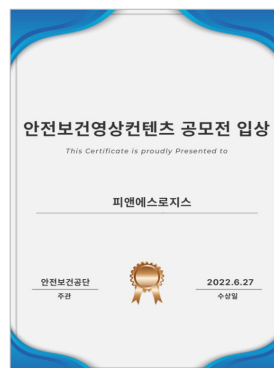 안전보건영상컨텐츠 공모전 입상
This Certificate is proudly Presented to
피앤에스로지스
안전보건공단
주관
2022.6.27
수상일